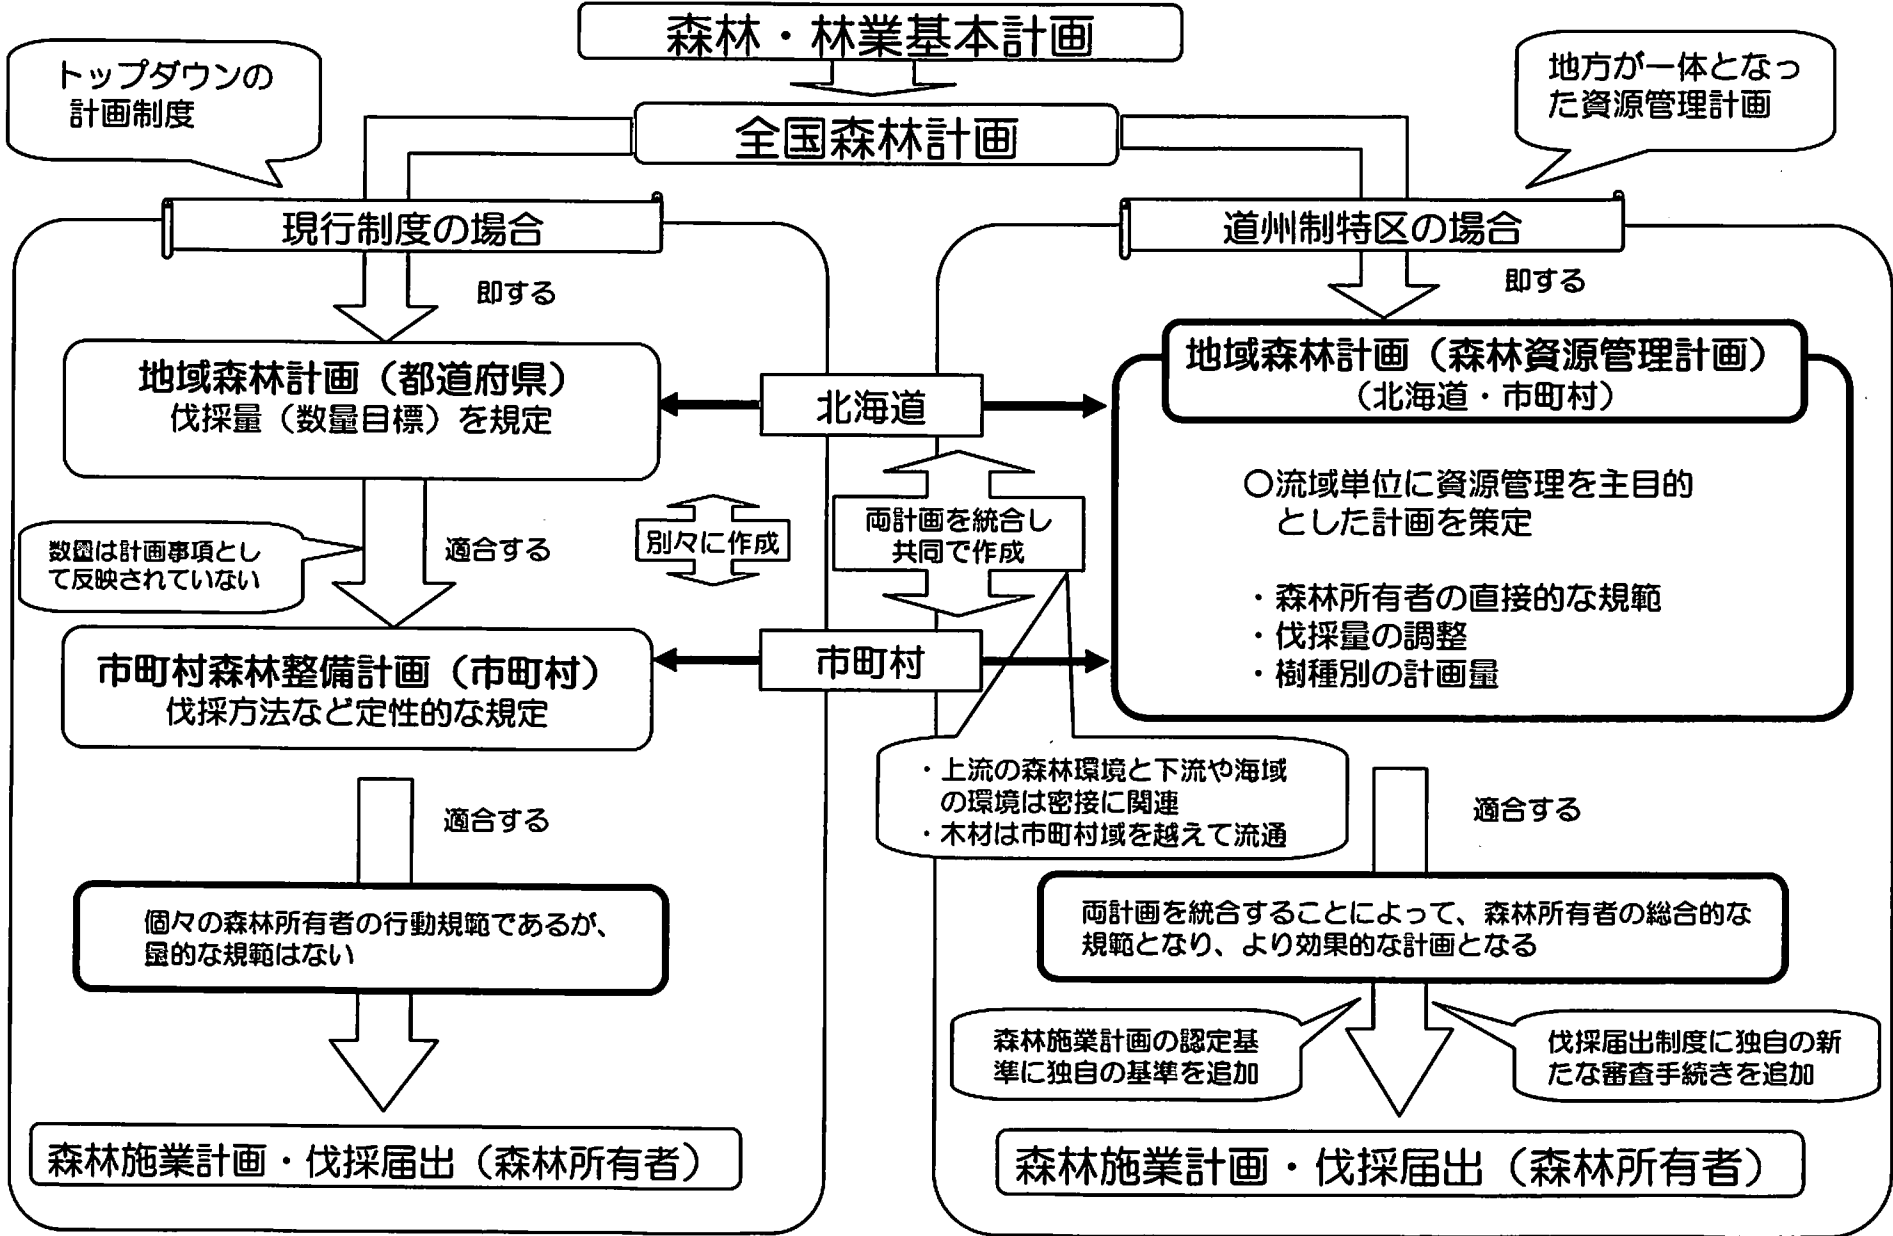 森林・林業基本計画
トップダウンの
計画制度
地方が一体となっ
た資源管理計画
全国森林計画
現行制度の場合
即する
地域森林計画（都道府県）
伐採量（数量目標）を規定
数量は計画事項とし
て反映されていない
適合する
市町村森林整備計画（市町村）
伐採方法など定性的な規定
適合する
個々の森林所有者の行動規範であるが、
量的な規範はない
森林施業計画・伐採届出（森林所有者）
北海道
別々に作成
両計画を統合し
共同で作成
市町村
・上流の森林環境と下流や海域
の環境は密接に関連
・木材は市町村域を越えて流通
道州制特区の場合
即する
地域森林計画（森林資源管理計画）
（北海道・市町村）
○流域単位に資源管理を主目的
とした計画を策定
・森林所有者の直接的な規範
・伐採量の調整
・樹種別の計画量
適合する
両計画を統合することによって、森林所有者の総合的な
規範となり、より効果的な計画となる
森林施業計画の認定基
準に独自の基準を追加
伐採届出制度に独自の新
たな審査手続きを追加
森林施業計画・伐採届出（森林所有者）